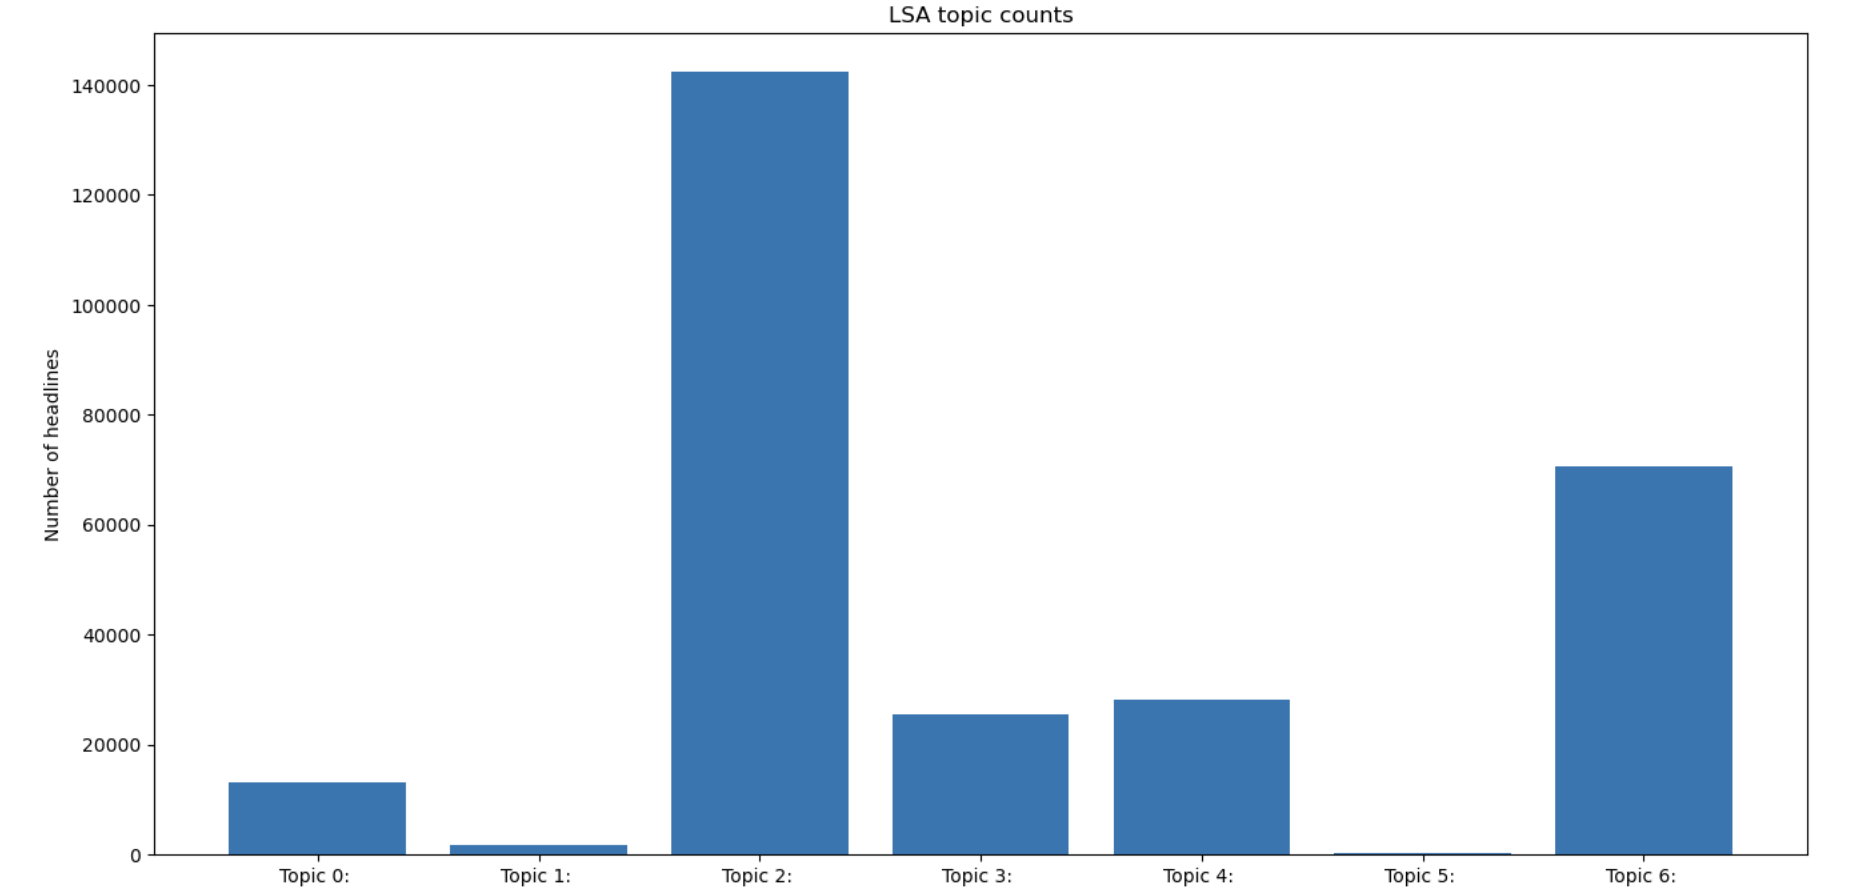 LSA topic counts
140000
120000
100000
80000
60000
40000
20000
0
Number of headlines
Topic 0:
Topic 1:
Topic 2:
Topic 3:
Topic 4:
Topic 5:
Topic 6: